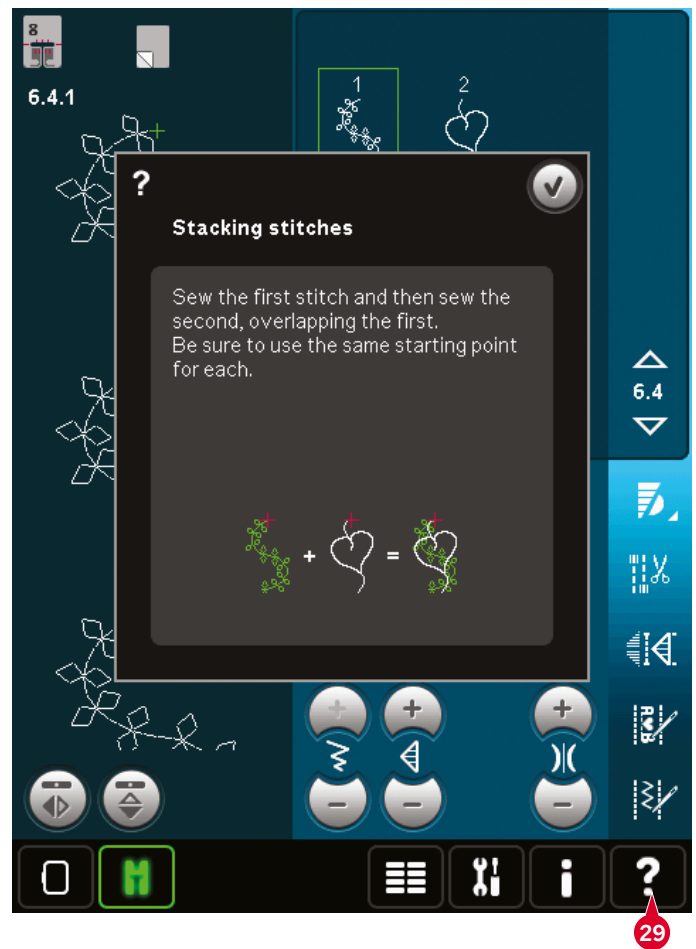 8
6.4.1
1 2
?
Stacking stitches
Sew the first stitch and then sew the
second, overlapping the first.
Be sure to use the same starting point
for each.
+ =
6.4
+ + +
A♥B
- - -
i ?
29